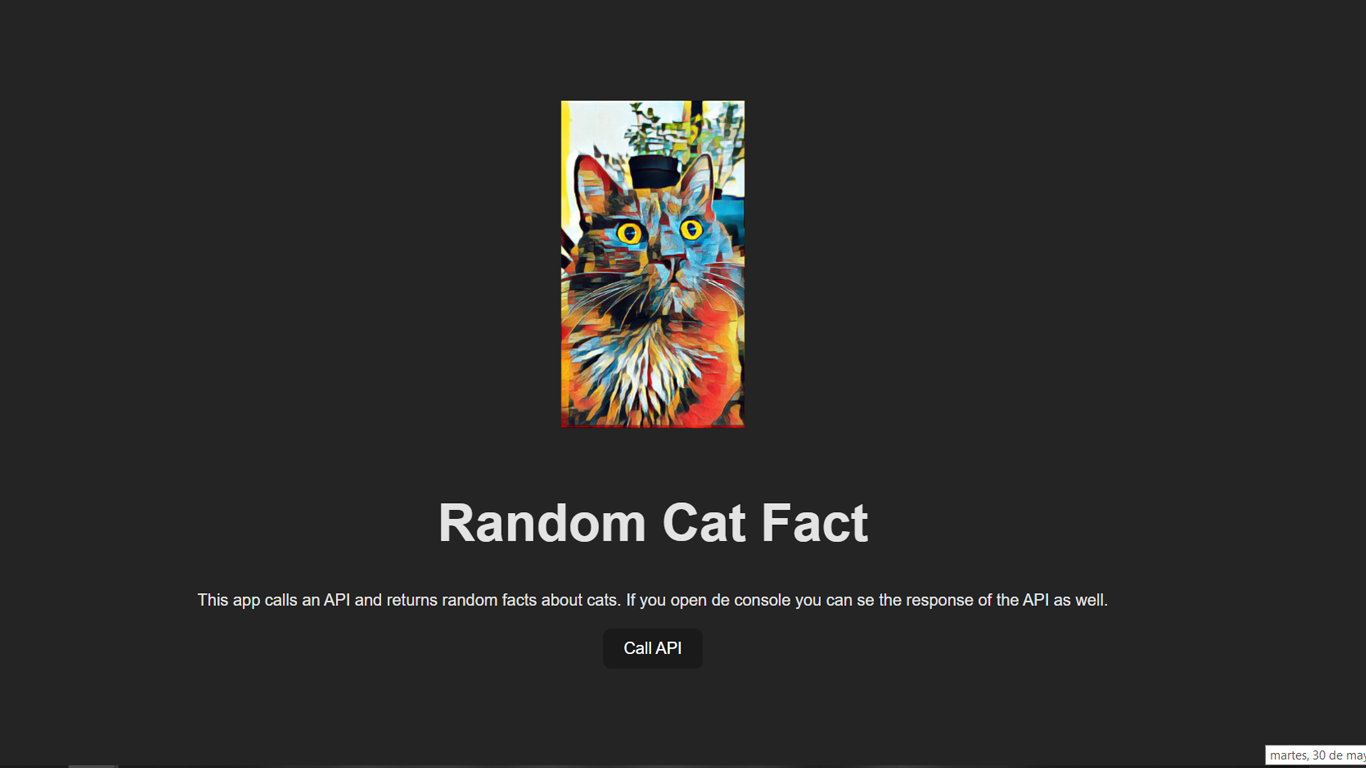 Random Cat Fact
This app calls an API and returns random facts about cats. If you open de console you can se the response of the API as well.
Call API
martes, 30 de may